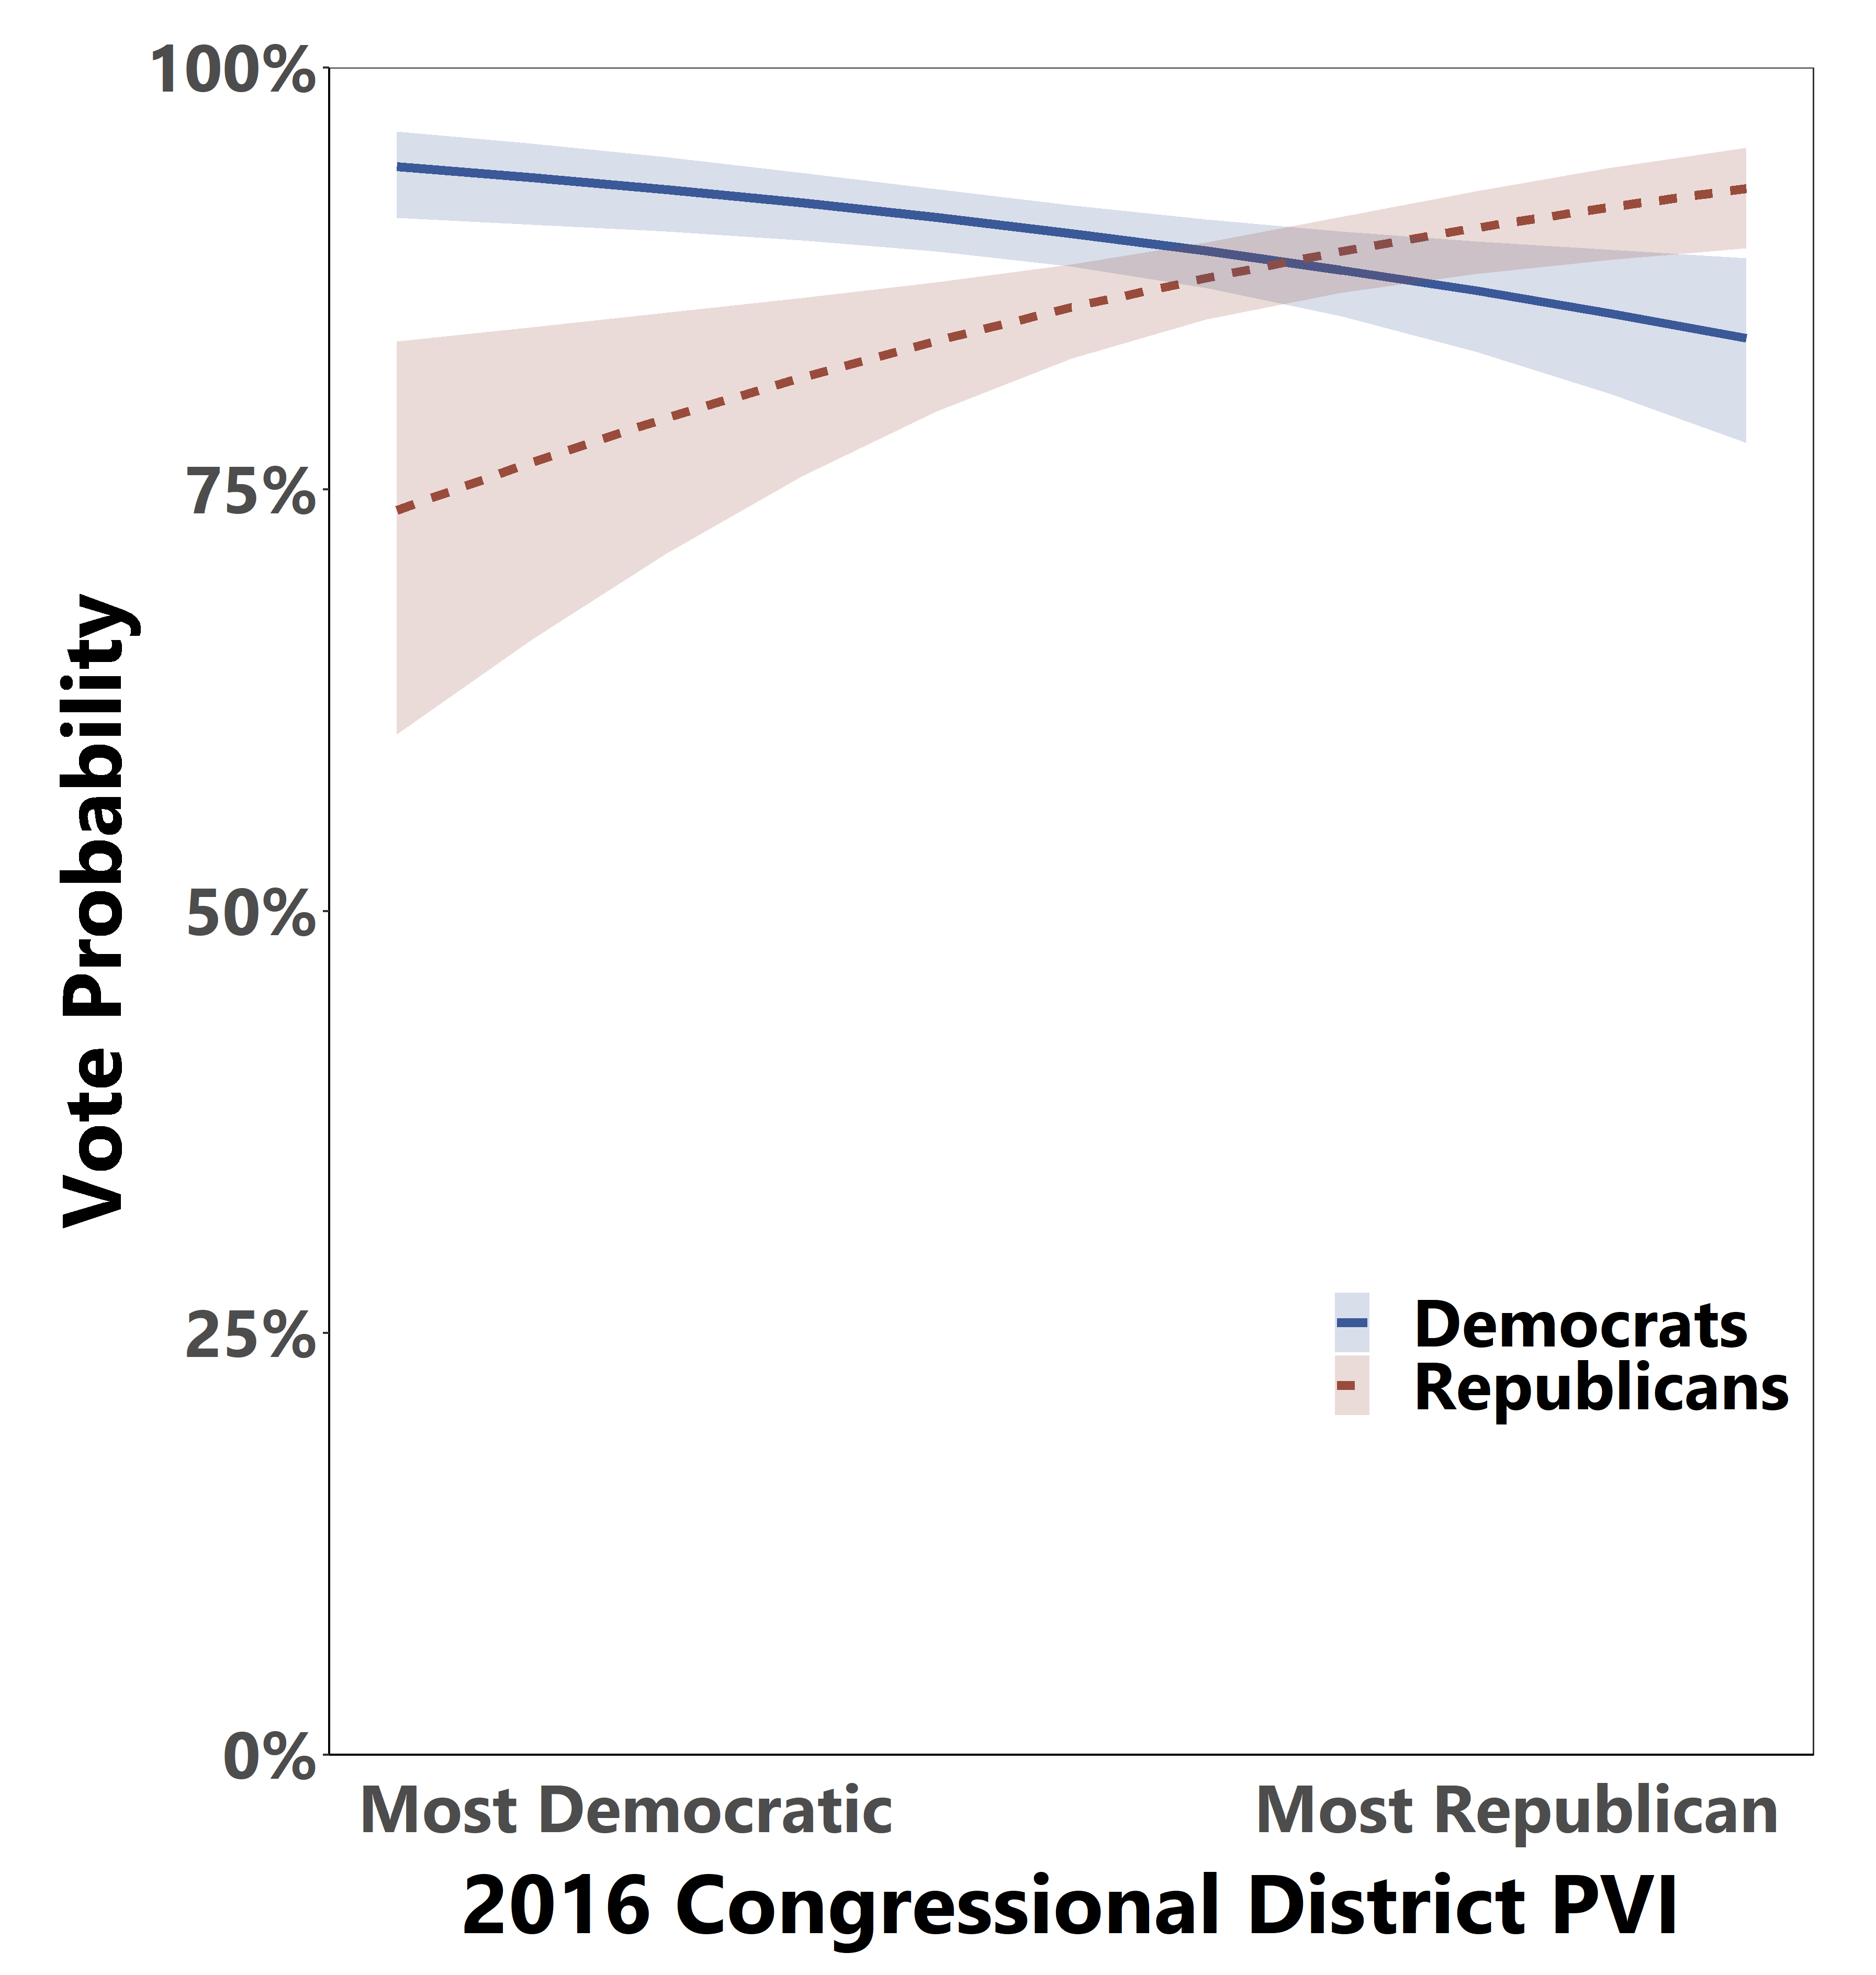 100%
75%
50%
25%
0%
Vote Probability
Democrats
Republicans
Most Democratic
Most Republican
2016 Congressional District PVI